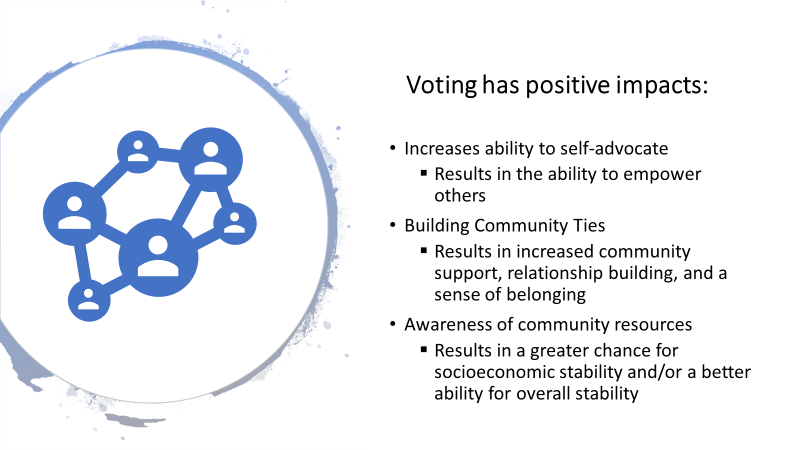 Voting has positive impacts:
• Increases ability to self-advocate
▪ Results in the ability to empower
others
• Building Community Ties
▪ Results in increased community
support, relationship building, and a
sense of belonging
• Awareness of community resources
▪ Results in a greater chance for
socioeconomic stability and/or a better
ability for overall stability